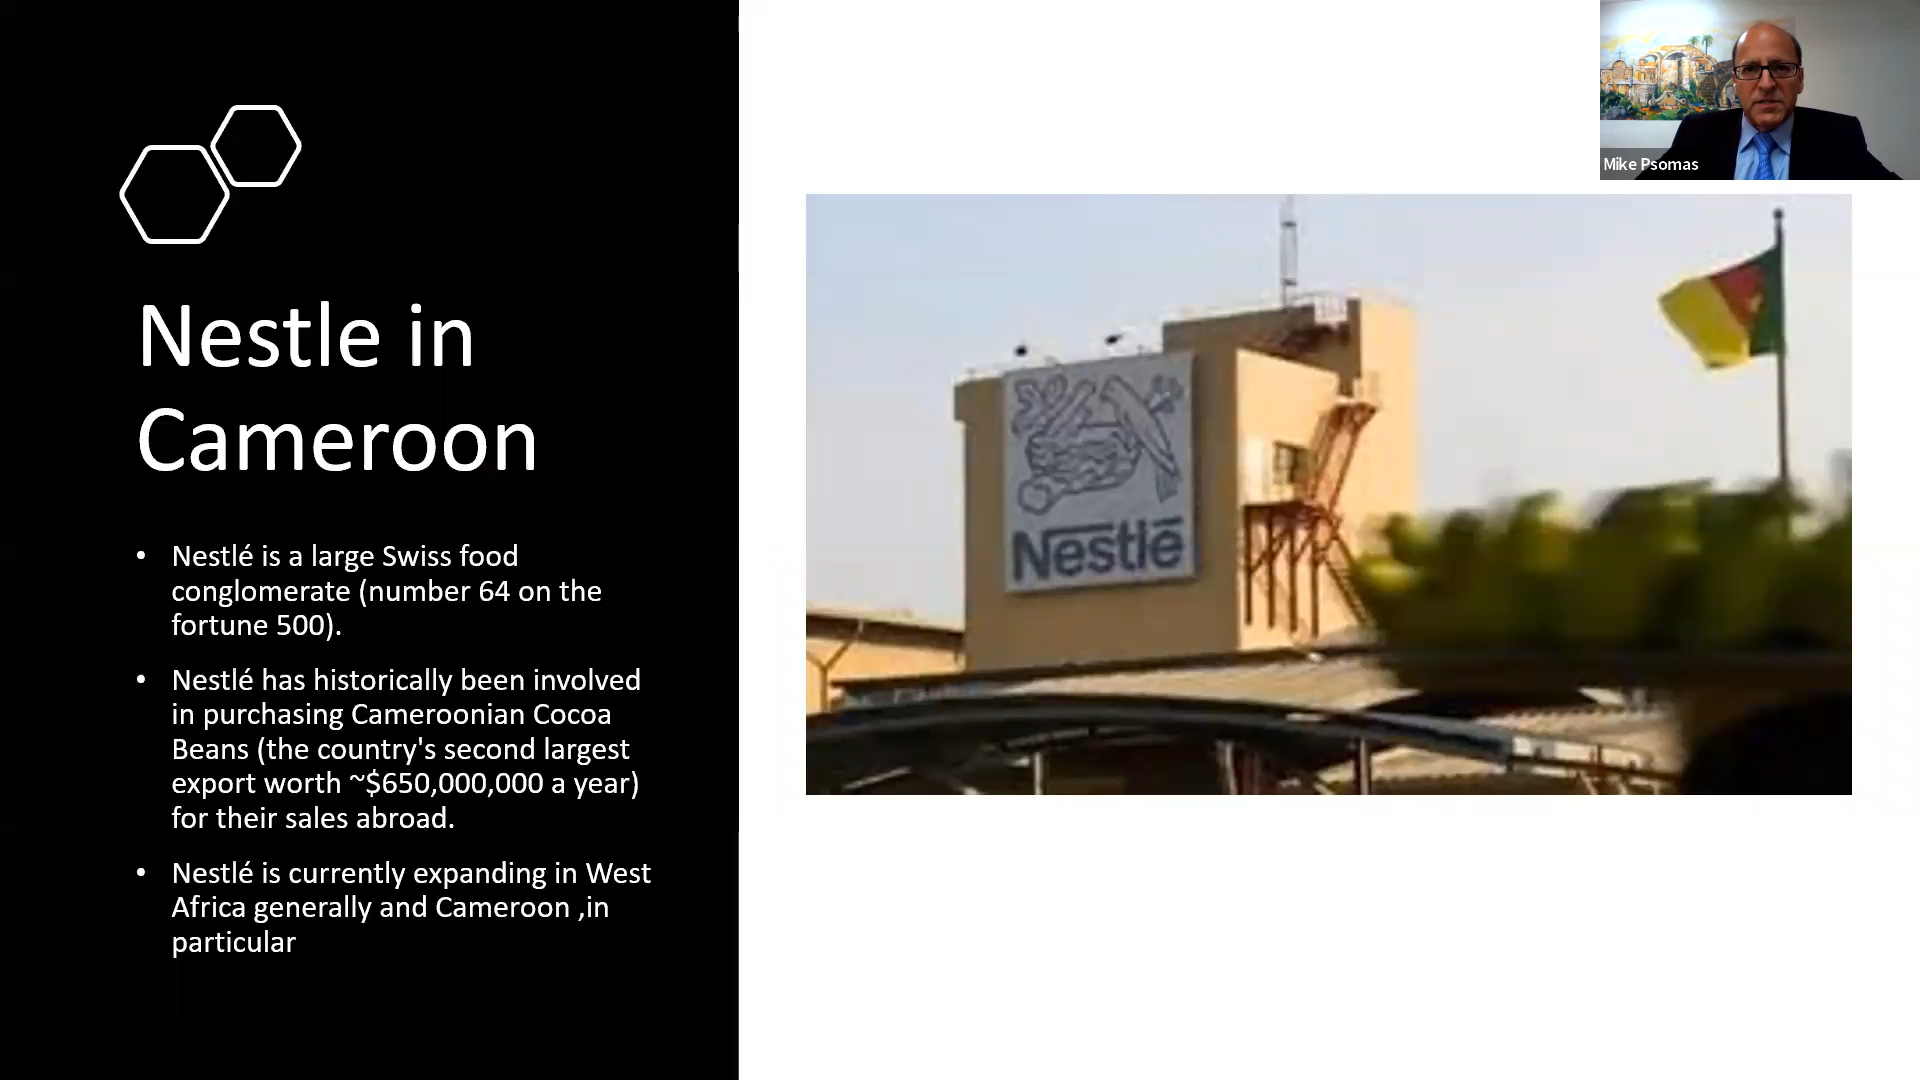 Mike Psomas
Nestle in
Cameroon
• Nestlé is a large Swiss food
conglomerate (number 64 on the
fortune 500).
• Nestlé has historically been involved
in purchasing Cameroonian Cocoa
Beans (the country's second largest
export worth ~$650,000,000 a year)
for their sales abroad.
• Nestlé is currently expanding in West
Africa generally and Cameroon ,in
particular
Nestlé